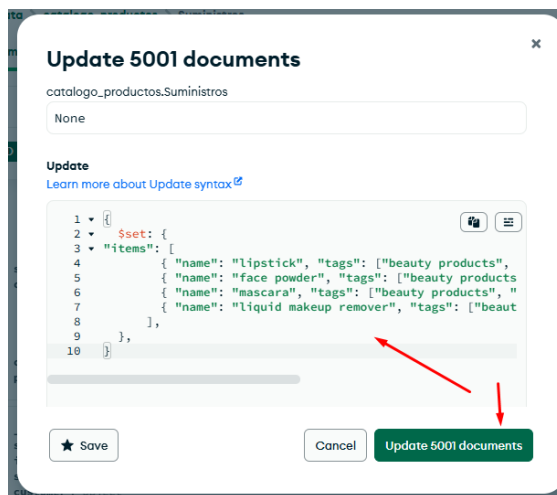 catalogo_productos > Suministros
Update 5001 documents
catalogo_productos.Suministros
None
Update
Learn more about Update syntax
1 {
2 $set: {
3 "items": [
4 { "name": "lipstick", "tags": ["beauty products",
5 { "name": "face powder", "tags": ["beauty products
6 { "name": "mascara", "tags": ["beauty products", "
7 { "name": "liquid makeup remover", "tags": ["beaut
8 ],
9 },
10 }
Save
Cancel
Update 5001 documents